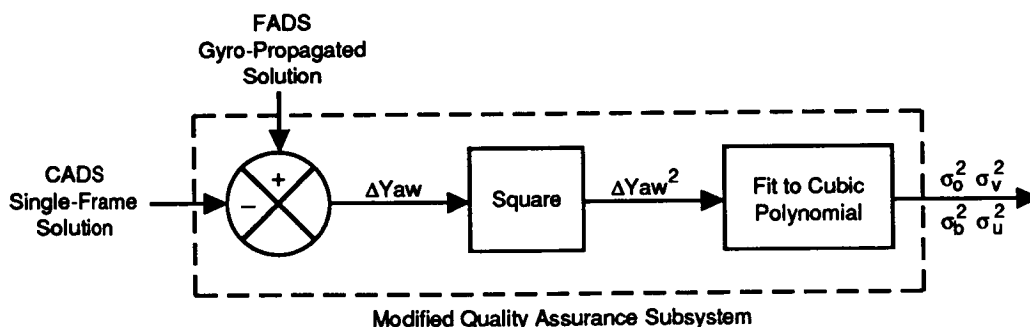 FADS
Gyro-Propagated
Solution
CADS
Single-Frame
Solution
+
−
ΔYaw
Square
ΔYaw²
Fit to Cubic
Polynomial
σₒ² σᵥ²
σ_b² σᵤ²
Modified Quality Assurance Subsystem